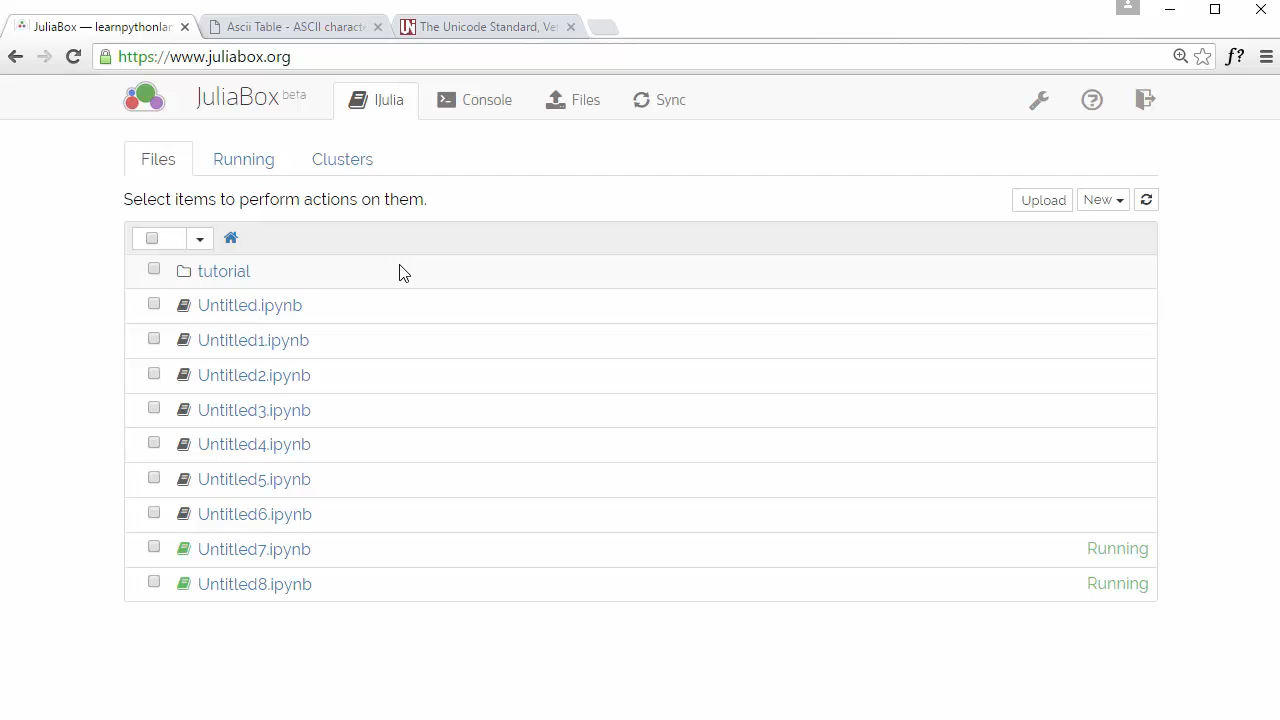 JuliaBox — learnpythonlar
Ascii Table - ASCII charact
The Unicode Standard, Ve
https://www.juliabox.org
f?
JuliaBox beta
IJulia
Console
Files
Sync
Files
Running
Clusters
Select items to perform actions on them.
Upload
New
tutorial
Untitled.ipynb
Untitled1.ipynb
Untitled2.ipynb
Untitled3.ipynb
Untitled4.ipynb
Untitled5.ipynb
Untitled6.ipynb
Untitled7.ipynb
Running
Untitled8.ipynb
Running